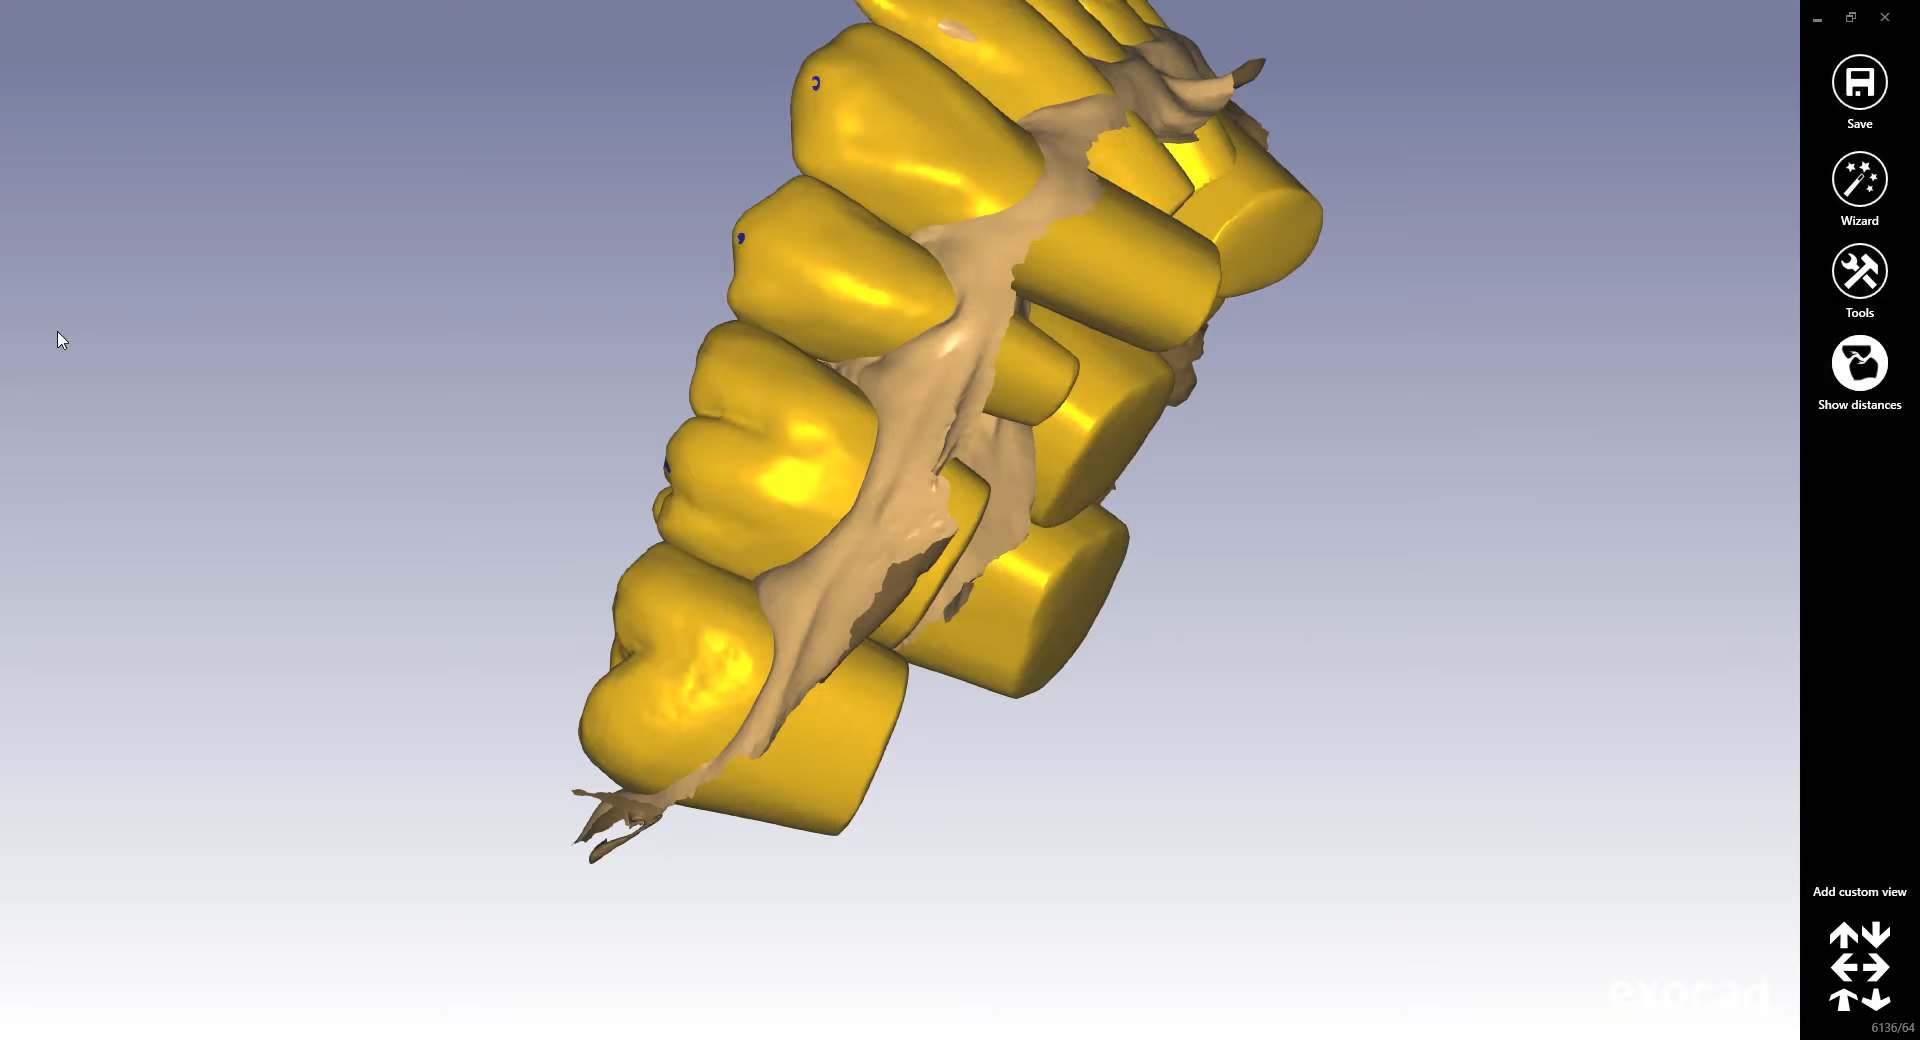 Save
Wizard
Tools
Show distances
Add custom view
exocad
6136/64